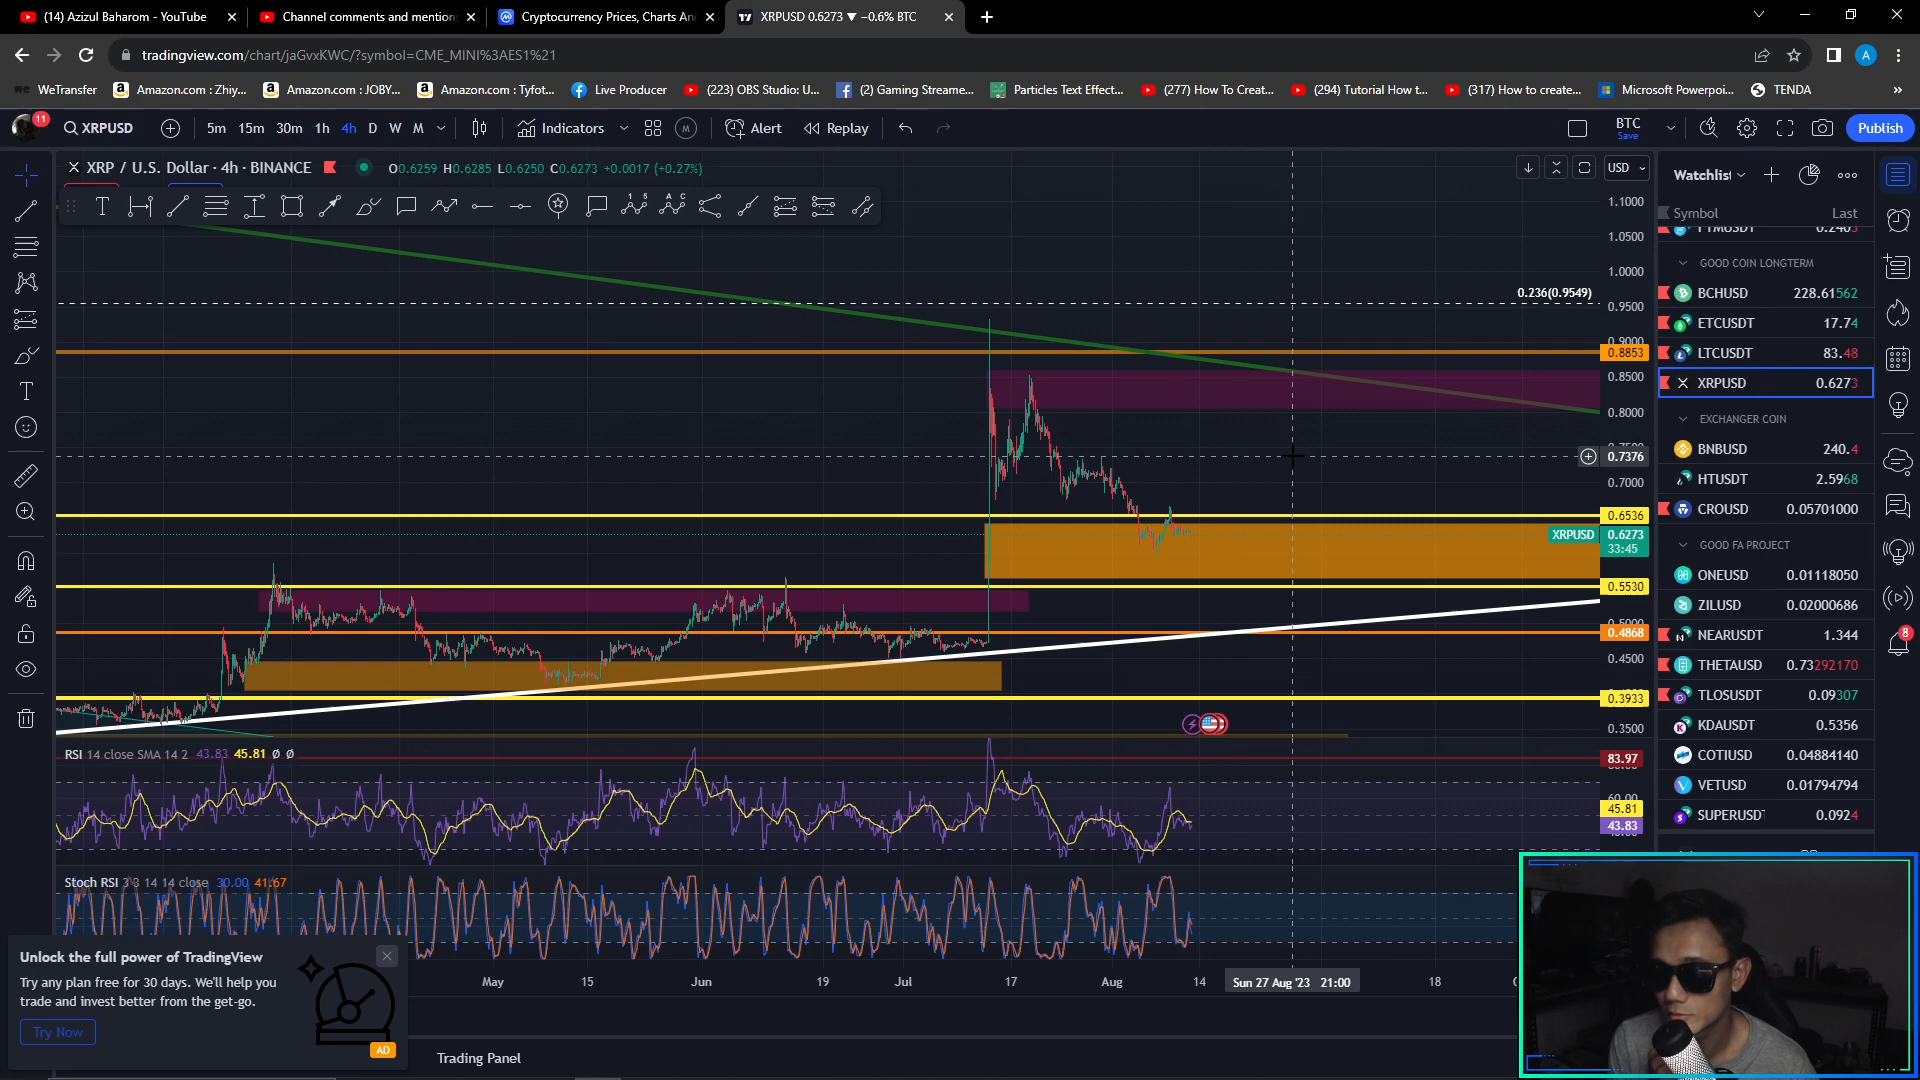 (14) Azizul Baharom - YouTube
Channel comments and mention
Cryptocurrency Prices, Charts An
XRPUSD 0.6273 ▼ −0.6% BTC
tradingview.com/chart/jaGvxKWC/?symbol=CME_MINI%3AES1%21
A
WeTransfer
Amazon.com : Zhiy...
Amazon.com : JOBY...
Amazon.com : Tyfot...
Live Producer
(223) OBS Studio: U...
(2) Gaming Streame...
Particles Text Effect...
(277) How To Creat...
(294) Tutorial How t...
(317) How to create...
Microsoft Powerpoi...
TENDA
11
XRPUSD
5m 15m 30m 1h 4h D W M
Indicators
M
Alert
Replay
BTC
Save
Publish
XRP / U.S. Dollar · 4h · BINANCE
O0.6259 H0.6285 L0.6250 C0.6273 +0.0017 (+0.27%)
USD
1.1000
1.0500
1.0000
0.236(0.9549)
0.9500
0.9000
0.8853
0.8500
0.8000
0.7376
0.7000
0.6536
XRPUSD 0.6273
33:45
0.5530
0.5000
0.4868
0.4500
0.3933
0.3500
RSI 14 close SMA 14 2 43.83 45.81 Ø Ø
83.97
60.00
45.81
43.83
Stoch RSI 3 3 14 14 close 30.00 41.67
May 15 Jun 19 Jul 17 Aug 14 Sun 27 Aug '23 21:00 18
Unlock the full power of TradingView
Try any plan free for 30 days. We'll help you
trade and invest better from the get-go.
Try Now
AD
Trading Panel
Watchlist
Symbol Last
FTMUSDT 0.2403
GOOD COIN LONGTERM
BCHUSD 228.61562
ETCUSDT 17.74
LTCUSDT 83.48
XRPUSD 0.6273
EXCHANGER COIN
BNBUSD 240.4
HTUSDT 2.5968
CROUSD 0.05701000
GOOD FA PROJECT
ONEUSD 0.01118050
ZILUSD 0.02000686
NEARUSDT 1.344
THETAUSD 0.73292170
TLOSUSDT 0.09307
KDAUSDT 0.5356
COTIUSD 0.04884140
VETUSD 0.01794794
SUPERUSDT 0.0924
8